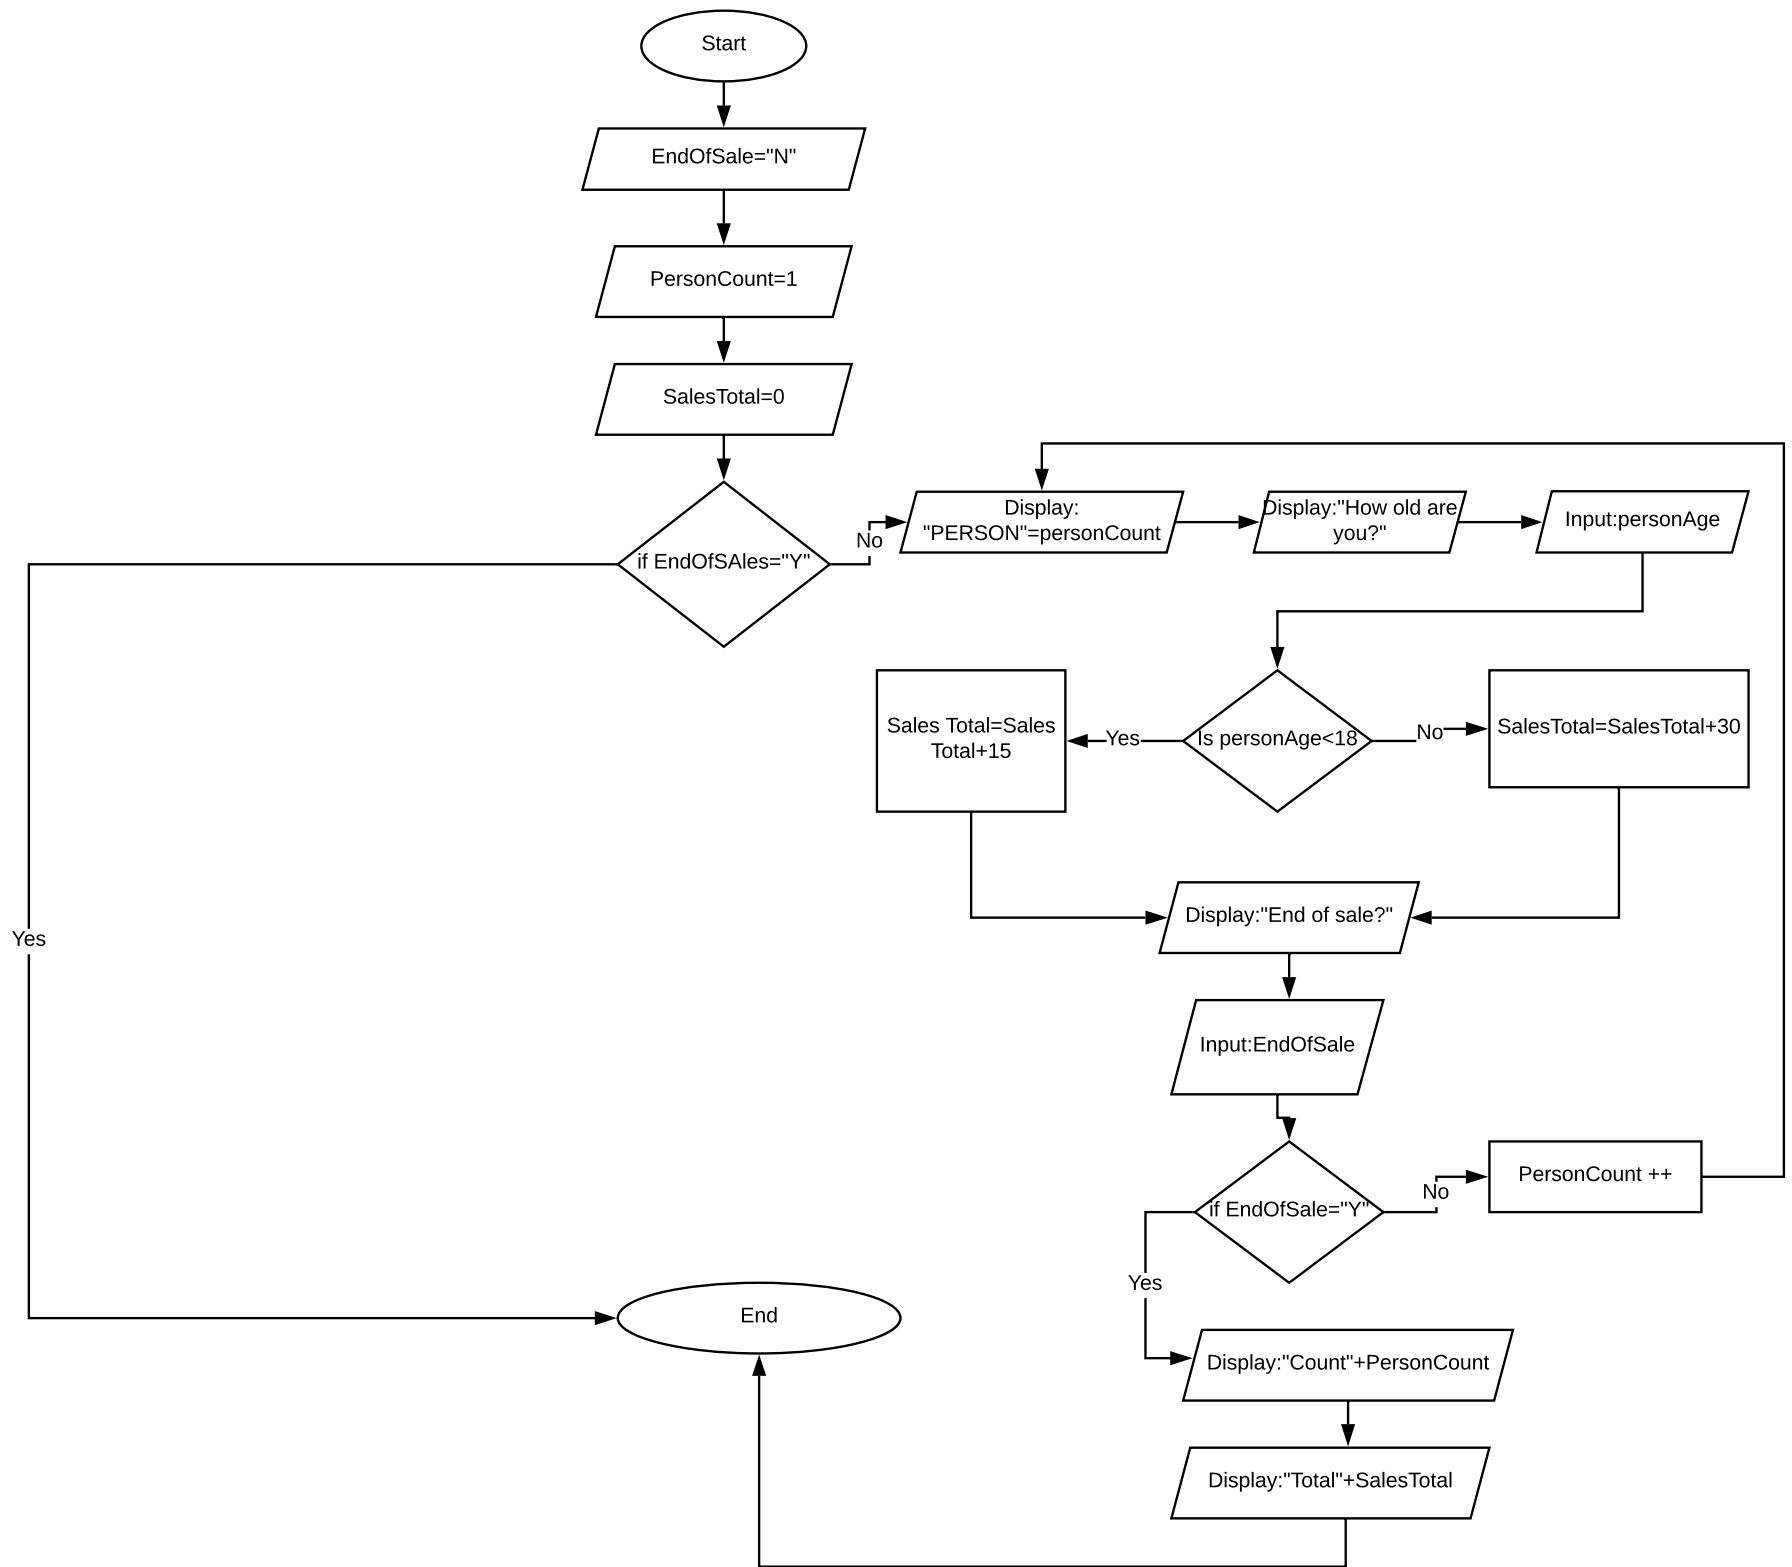 Start
EndOfSale="N"
PersonCount=1
SalesTotal=0
if EndOfSAles="Y"
No
Display:
"PERSON"=personCount
Display:"How old are
you?"
Input:personAge
Sales Total=Sales
Total+15
Yes
Is personAge<18
No
SalesTotal=SalesTotal+30
Display:"End of sale?"
Yes
Input:EndOfSale
if EndOfSale="Y"
No
PersonCount ++
Yes
End
Display:"Count"+PersonCount
Display:"Total"+SalesTotal